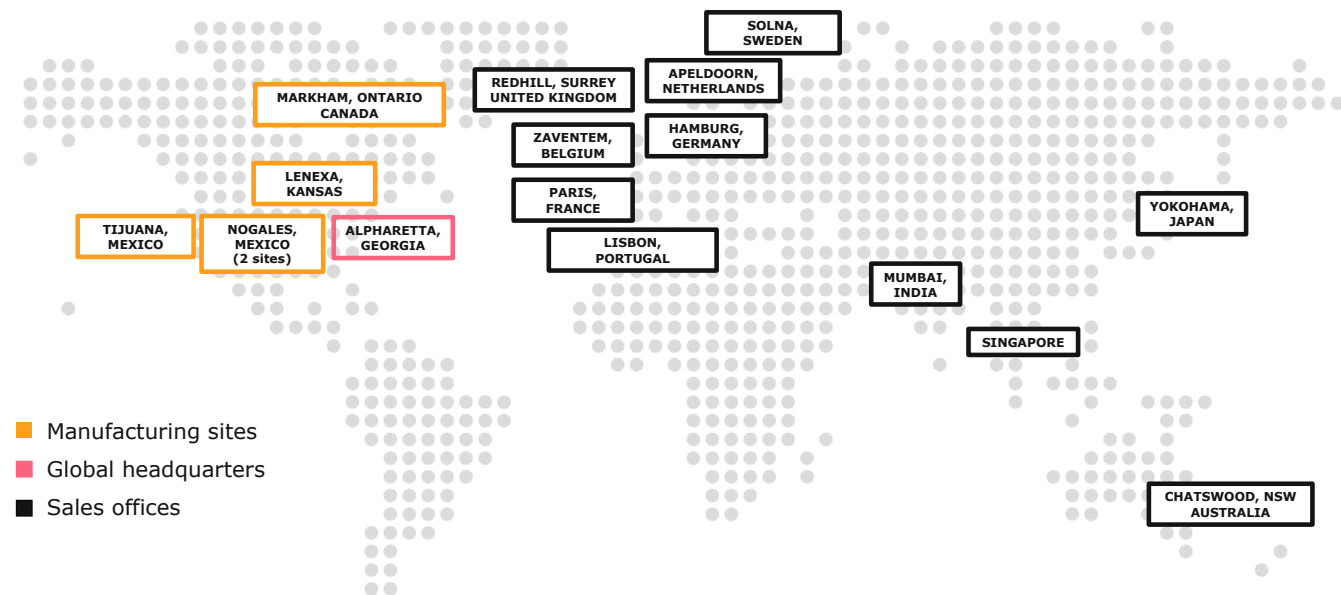 SOLNA,
SWEDEN
REDHILL, SURREY
UNITED KINGDOM
APELDOORN,
NETHERLANDS
MARKHAM, ONTARIO
CANADA
ZAVENTEM,
BELGIUM
HAMBURG,
GERMANY
LENEXA,
KANSAS
PARIS,
FRANCE
YOKOHAMA,
JAPAN
TIJUANA,
MEXICO
NOGALES,
MEXICO
(2 sites)
ALPHARETTA,
GEORGIA
LISBON,
PORTUGAL
MUMBAI,
INDIA
SINGAPORE
Manufacturing sites
Global headquarters
Sales offices
CHATSWOOD, NSW
AUSTRALIA